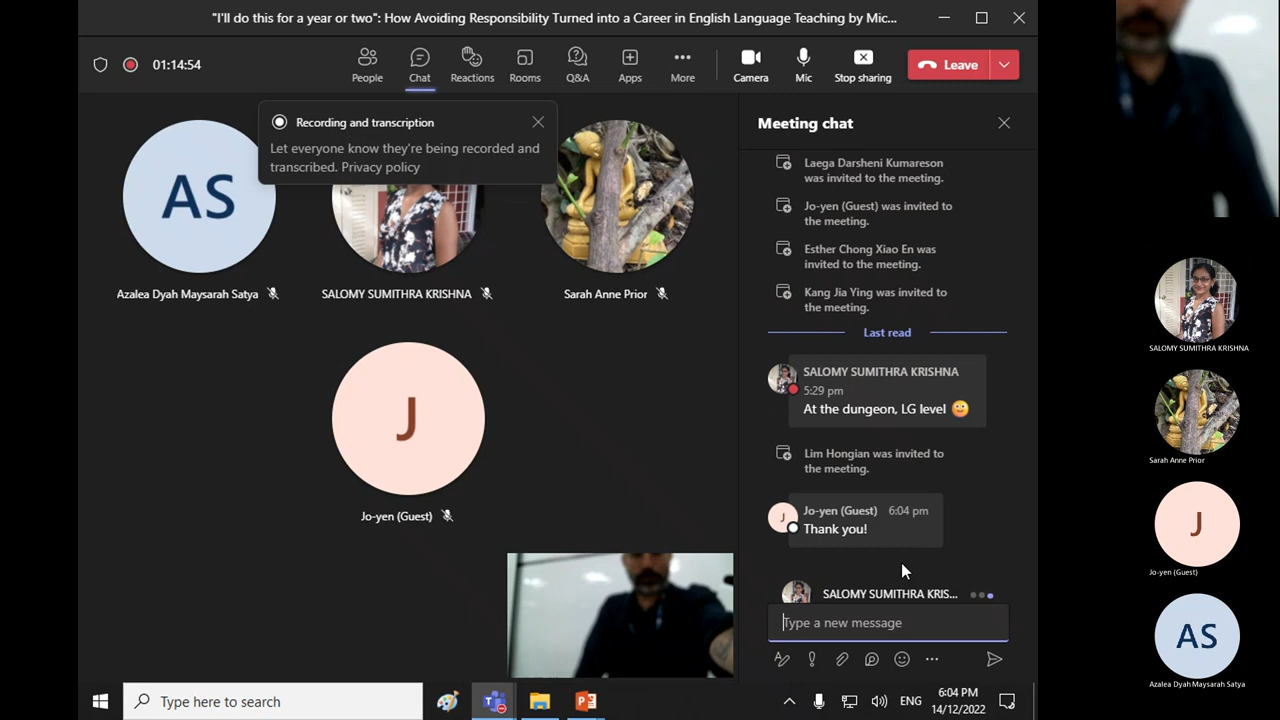 "I'll do this for a year or two": How Avoiding Responsibility Turned into a Career in English Language Teaching by Mic...
01:14:54
People
Chat
Reactions
Rooms
Q&A
Apps
More
Camera
Mic
Stop sharing
Leave
Recording and transcription
Let everyone know they're being recorded and
transcribed. Privacy policy
AS
Azalea Dyah Maysarah Satya
SALOMY SUMITHRA KRISHNA
Sarah Anne Prior
J
Jo-yen (Guest)
Meeting chat
Laega Darsheni Kumareson
was invited to the meeting.
Jo-yen (Guest) was invited to
the meeting.
Esther Chong Xiao En was
invited to the meeting.
Kang Jia Ying was invited to
the meeting.
Last read
SALOMY SUMITHRA KRISHNA
5:29 pm
At the dungeon, LG level
Lim Hongian was invited to
the meeting.
J
Jo-yen (Guest) 6:04 pm
Thank you!
SALOMY SUMITHRA KRIS...
Type a new message
SALOMY SUMITHRA KRISHNA
Sarah Anne Prior
J
Jo-yen (Guest)
AS
Azalea Dyah Maysarah Satya
Type here to search
ENG
6:04 PM
14/12/2022